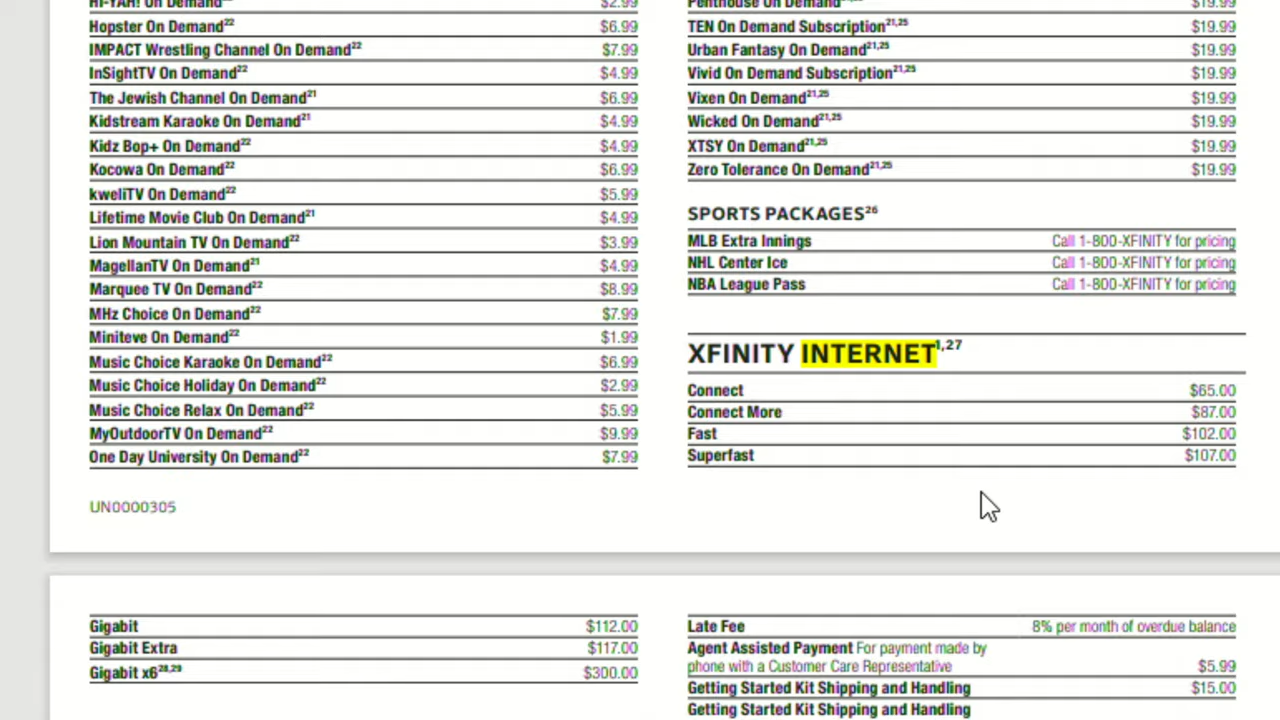 HI-YAH! On Demand22 $2.99
Hopster On Demand22 $6.99
IMPACT Wrestling Channel On Demand22 $7.99
InSightTV On Demand22 $4.99
The Jewish Channel On Demand21 $6.99
Kidstream Karaoke On Demand21 $4.99
Kidz Bop+ On Demand22 $4.99
Kocowa On Demand22 $6.99
kweliTV On Demand22 $5.99
Lifetime Movie Club On Demand21 $4.99
Lion Mountain TV On Demand22 $3.99
MagellanTV On Demand21 $4.99
Marquee TV On Demand22 $8.99
MHz Choice On Demand22 $7.99
Miniteve On Demand22 $1.99
Music Choice Karaoke On Demand22 $6.99
Music Choice Holiday On Demand22 $2.99
Music Choice Relax On Demand22 $5.99
MyOutdoorTV On Demand22 $9.99
One Day University On Demand22 $7.99
UN0000305
Penthouse On Demand21,25 $19.99
TEN On Demand Subscription21,25 $19.99
Urban Fantasy On Demand21,25 $19.99
Vivid On Demand Subscription21,25 $19.99
Vixen On Demand21,25 $19.99
Wicked On Demand21,25 $19.99
XTSY On Demand21,25 $19.99
Zero Tolerance On Demand21,25 $19.99
SPORTS PACKAGES26
MLB Extra Innings Call 1-800-XFINITY for pricing
NHL Center Ice Call 1-800-XFINITY for pricing
NBA League Pass Call 1-800-XFINITY for pricing
XFINITY INTERNET1,27
Connect $65.00
Connect More $87.00
Fast $102.00
Superfast $107.00
Gigabit $112.00
Gigabit Extra $117.00
Gigabit x628,29 $300.00
Late Fee 8% per month of overdue balance
Agent Assisted Payment For payment made by
phone with a Customer Care Representative $5.99
Getting Started Kit Shipping and Handling $15.00
Getting Started Kit Shipping and Handling